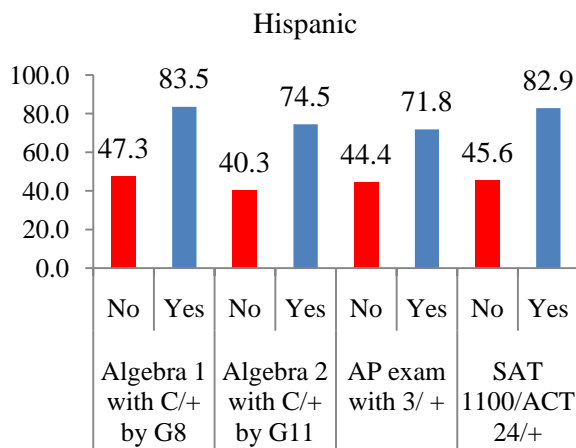 Hispanic
100.0
80.0
60.0
40.0
20.0
0.0
47.3
83.5
40.3
74.5
44.4
71.8
45.6
82.9
No Yes No Yes No Yes No Yes
Algebra 1 with C/+ by G8
Algebra 2 with C/+ by G11
AP exam with 3/ +
SAT 1100/ACT 24/+